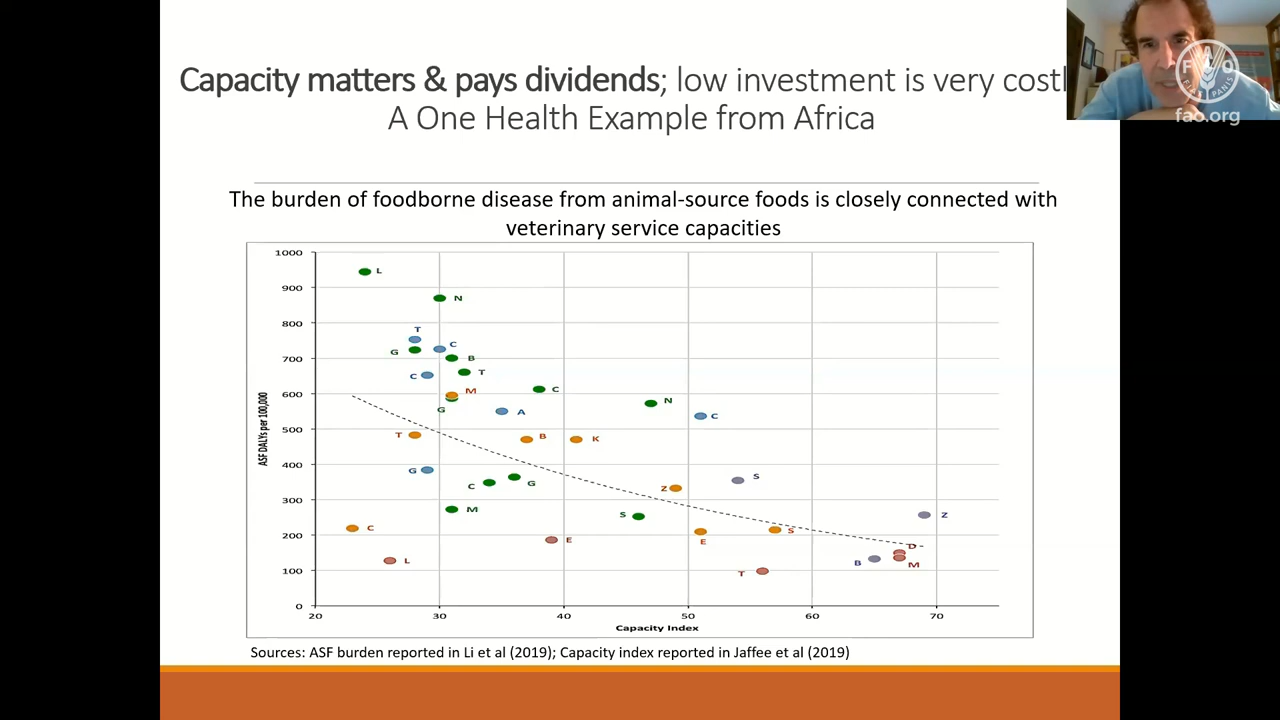 Capacity matters & pays dividends; low investment is very costl
A One Health Example from Africa
FAO
FIAT PANIS
fao.org
The burden of foodborne disease from animal-source foods is closely connected with
veterinary service capacities
1000
900
800
700
600
500
400
300
200
100
0
ASF DALYs per 100,000
L
N
T
C
G
B
C
T
M
C
G
A
N
C
T
B
K
G
C
G
Z
S
M
S
Z
C
E
E
S
L
T
B
D
M
20 30 40 50 60 70
Capacity Index
Sources: ASF burden reported in Li et al (2019); Capacity index reported in Jaffee et al (2019)